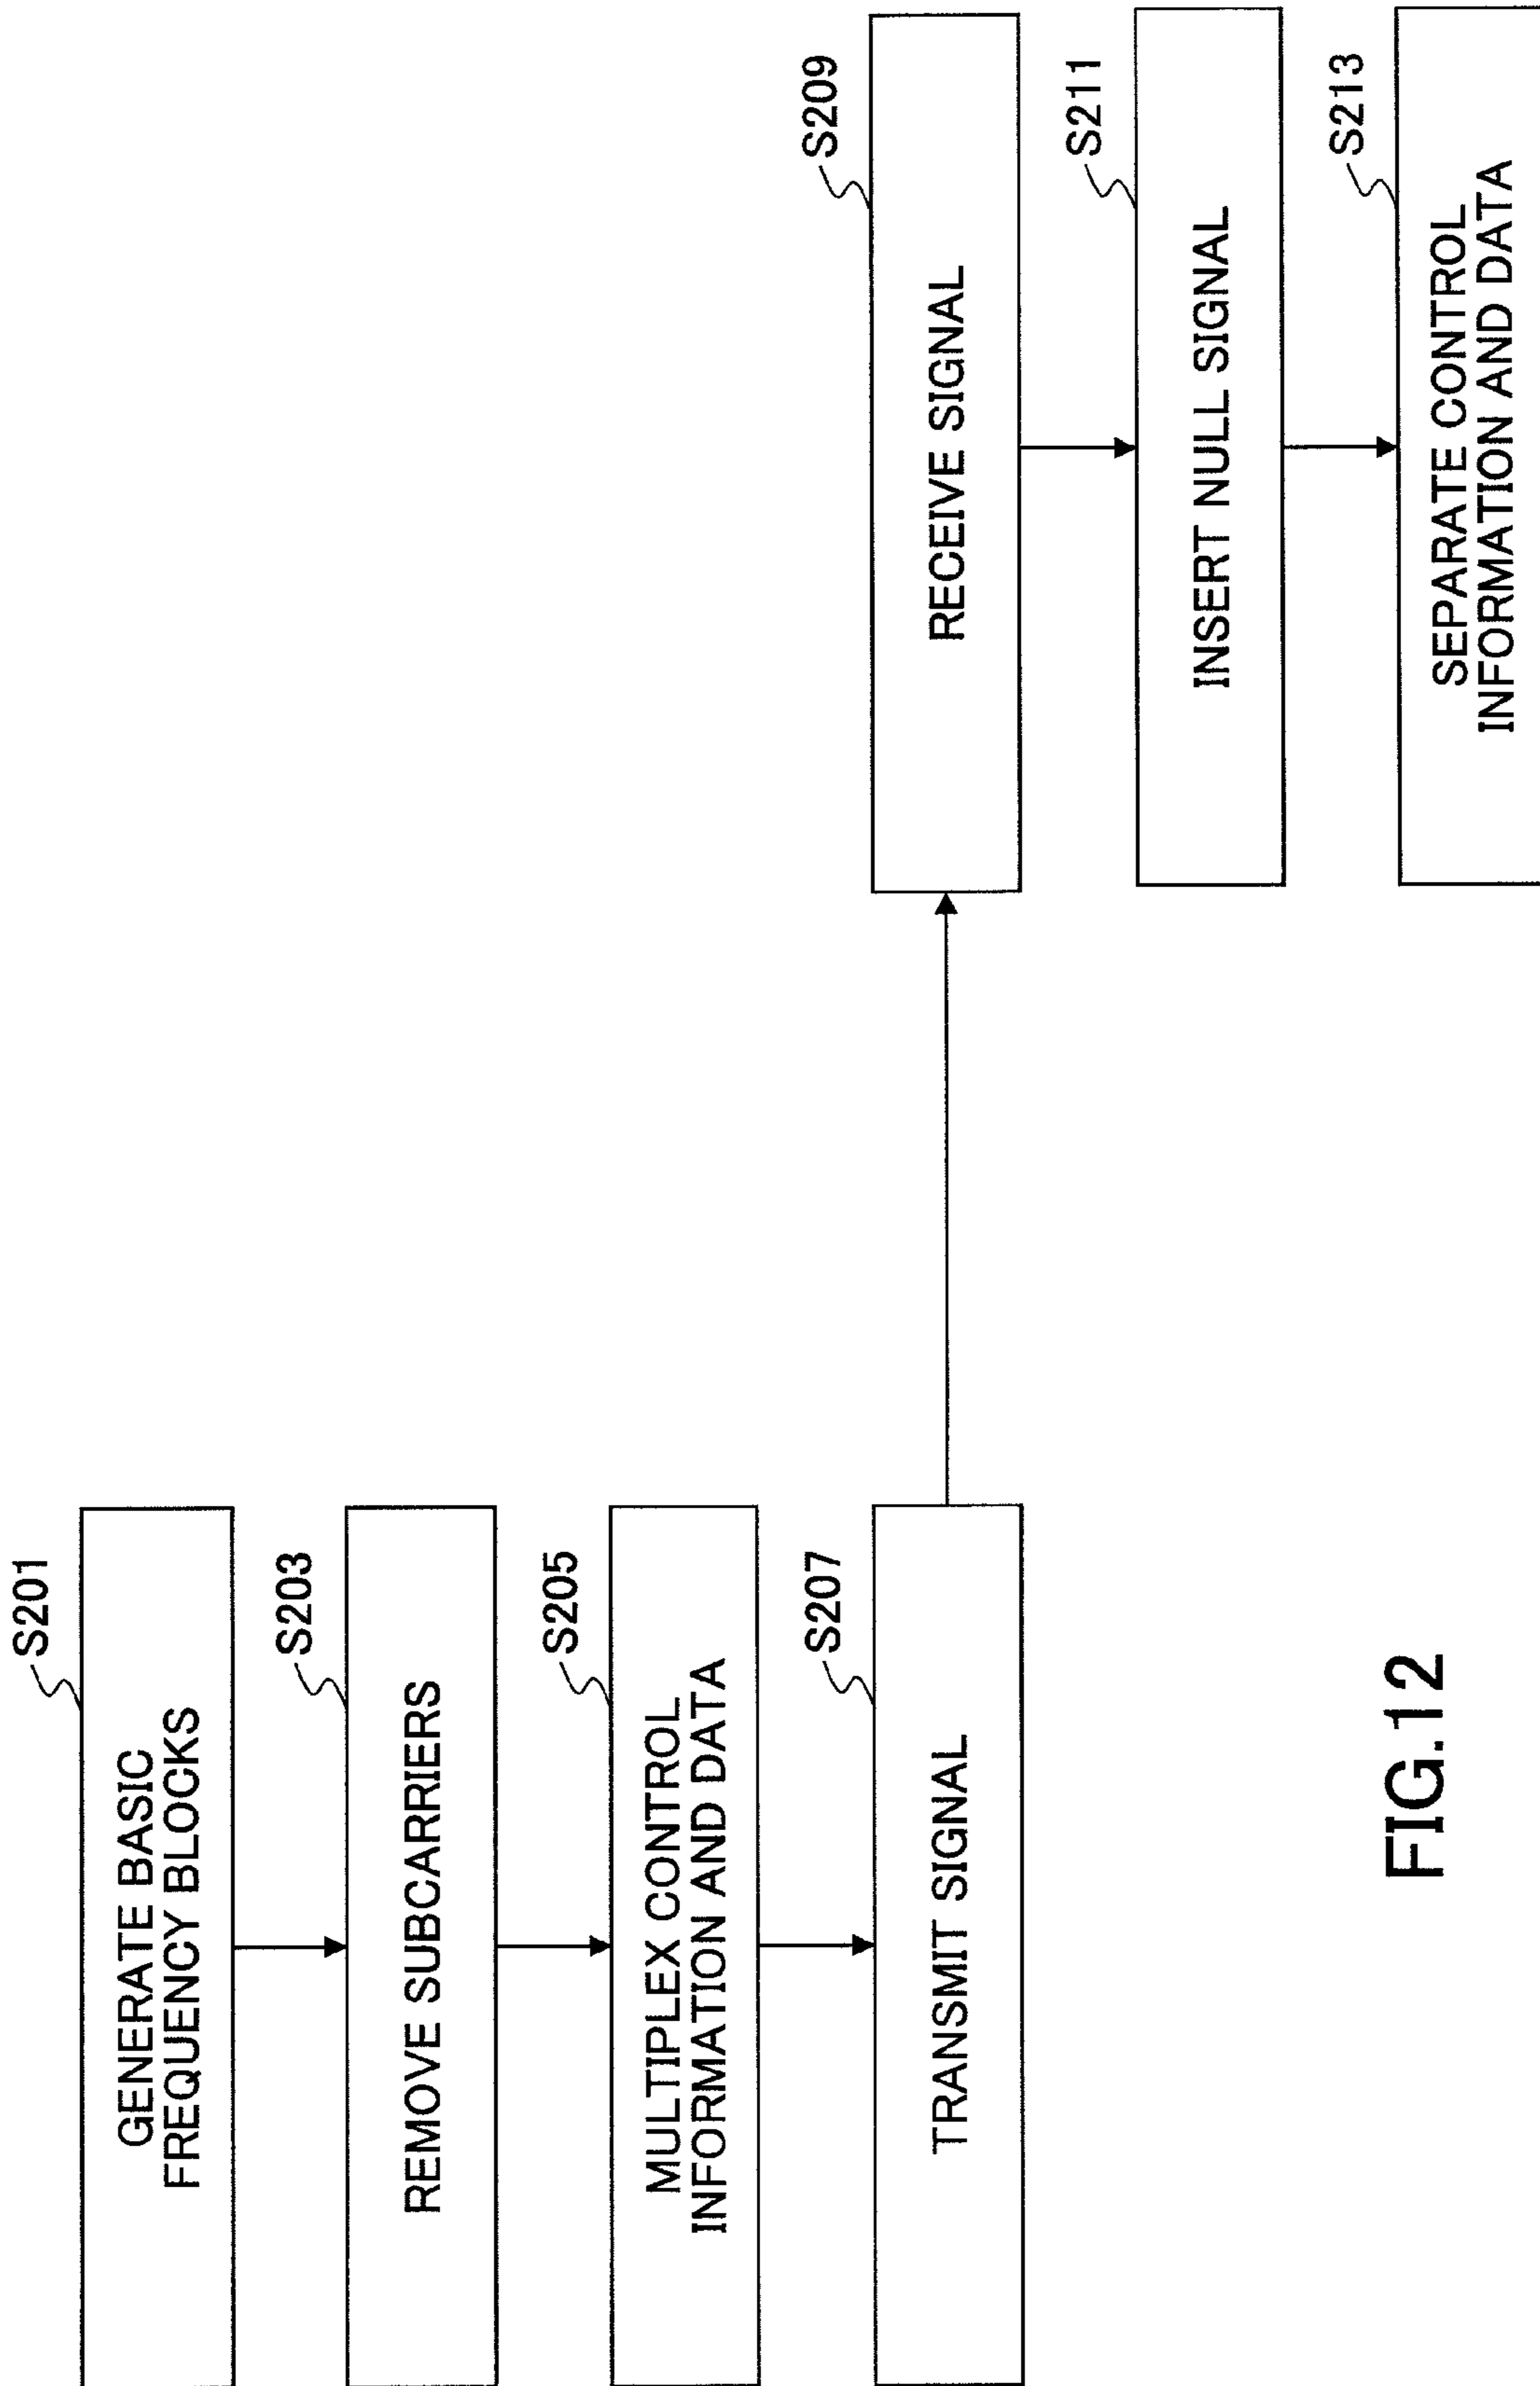 S201
GENERATE BASIC
FREQUENCY BLOCKS
S203
REMOVE SUBCARRIERS
S205
MULTIPLEX CONTROL
INFORMATION AND DATA
S207
TRANSMIT SIGNAL
S209
RECEIVE SIGNAL
S211
INSERT NULL SIGNAL
S213
SEPARATE CONTROL
INFORMATION AND DATA
FIG.12